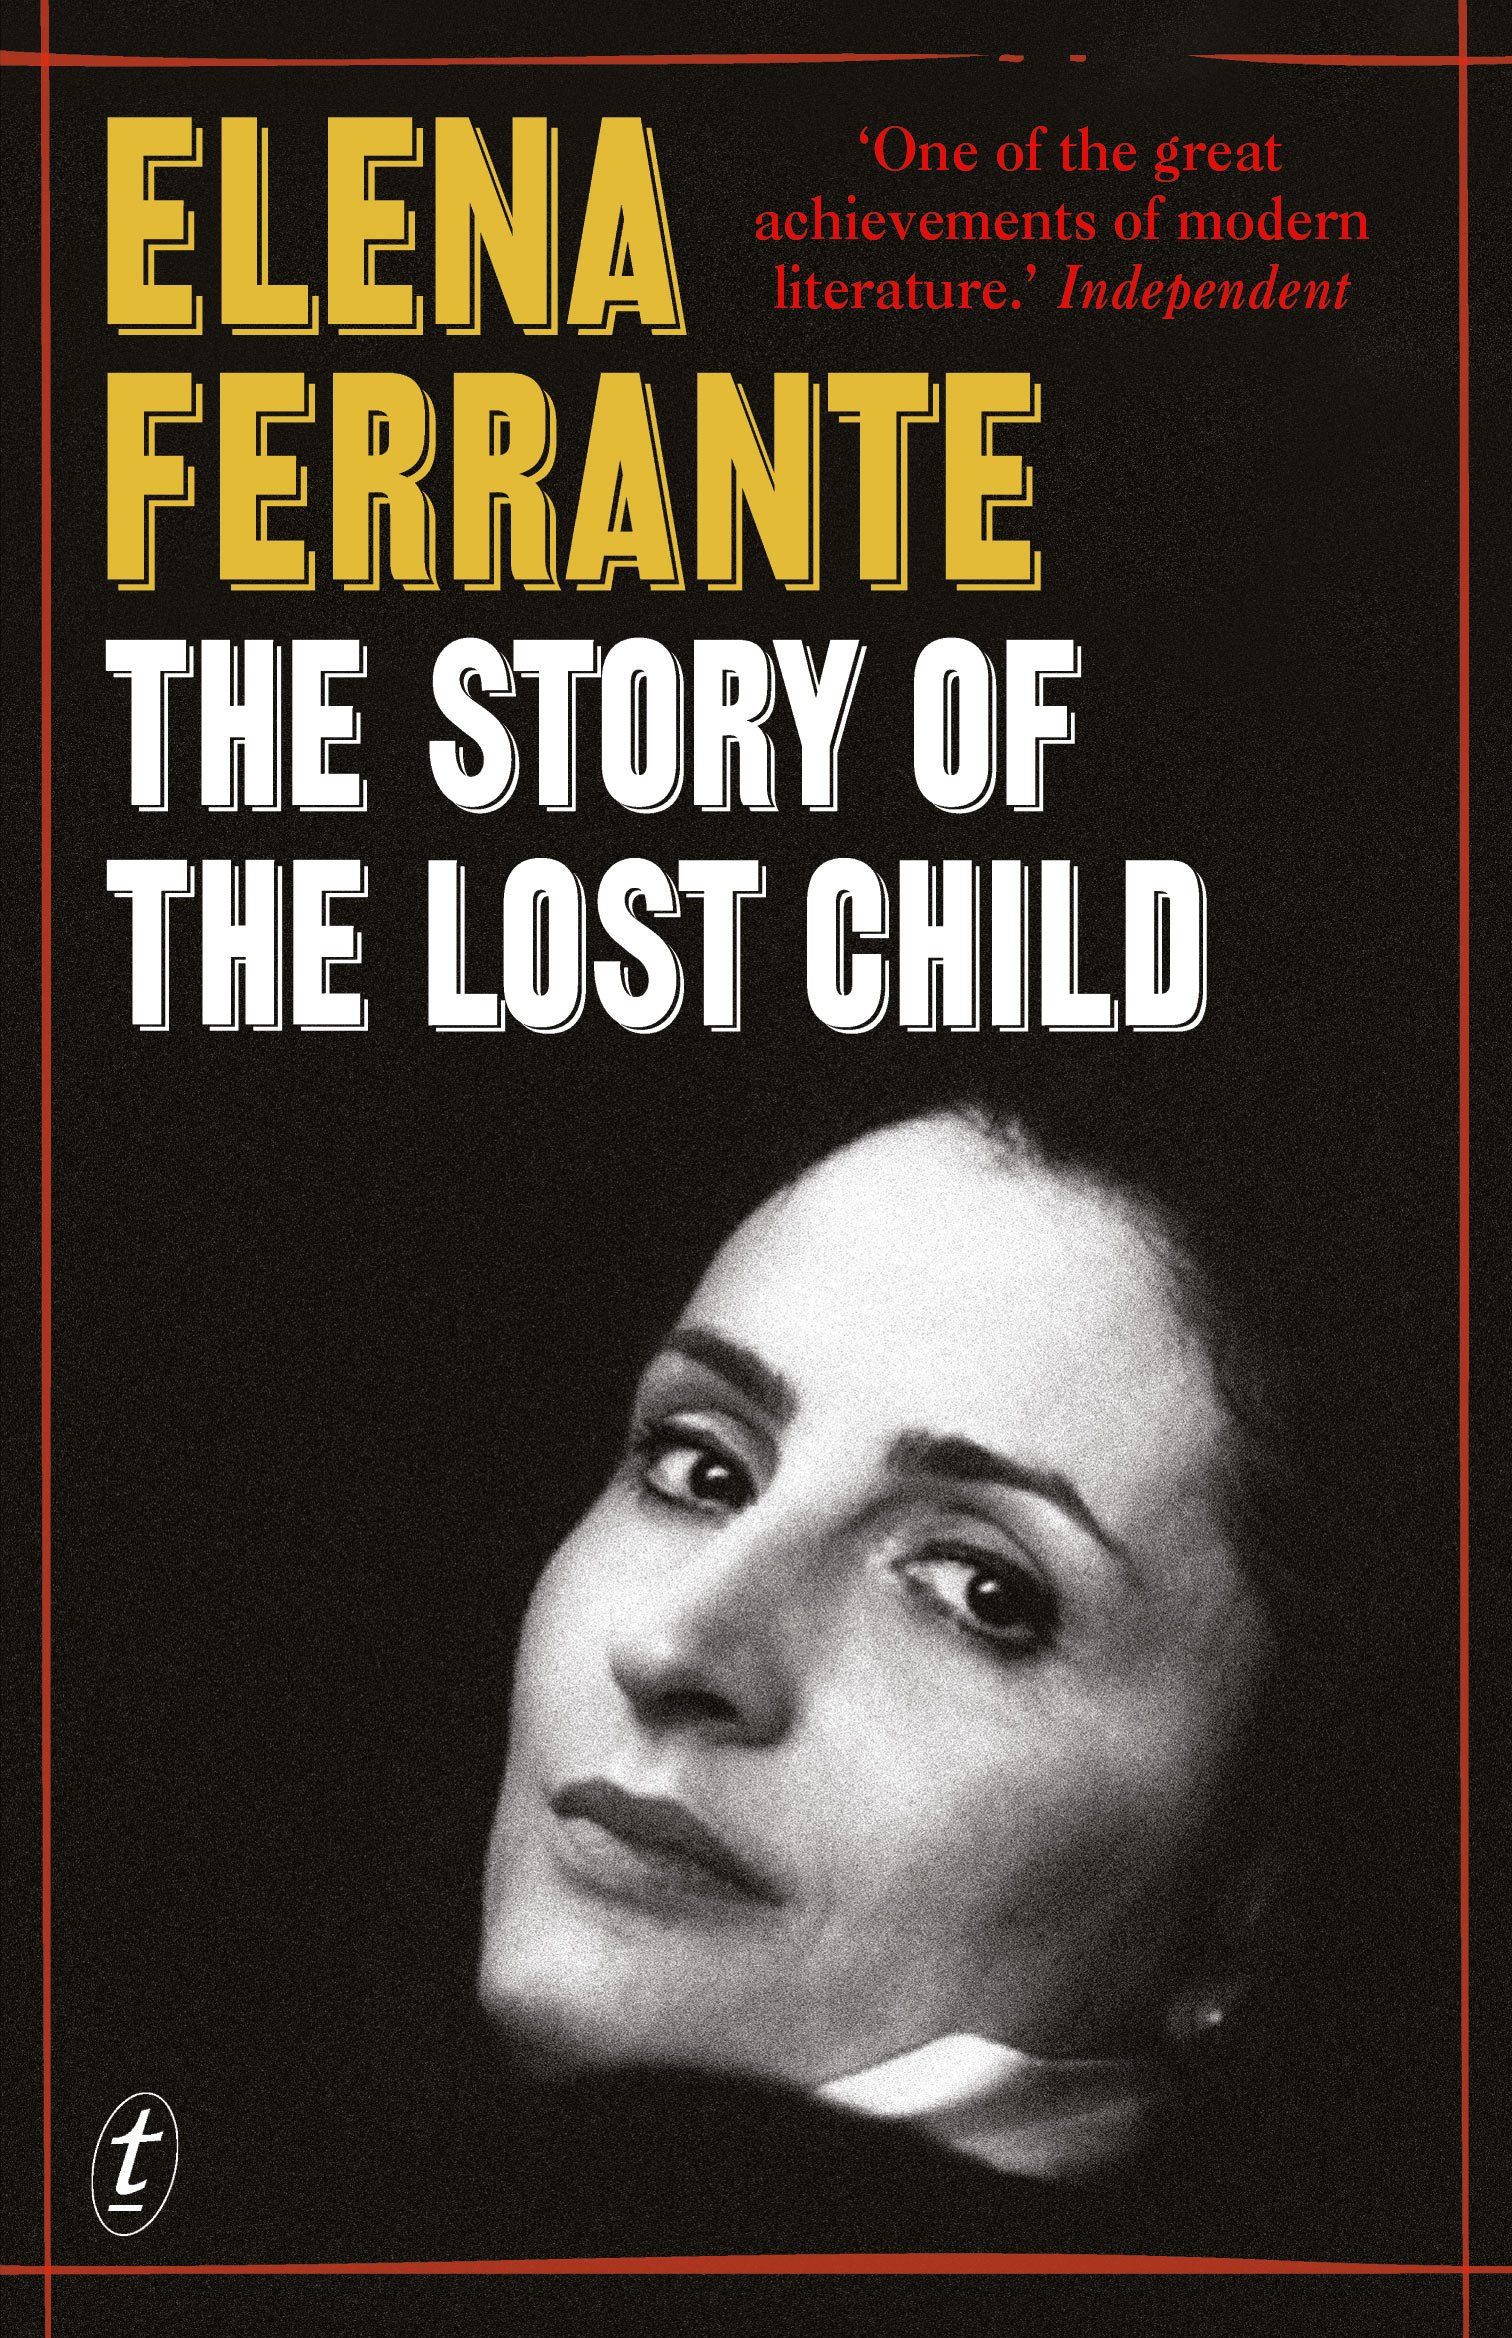 ELENA
FERRANTE
‘One of the great
achievements of modern
literature.’ Independent
THE STORY OF
THE LOST CHILD
t